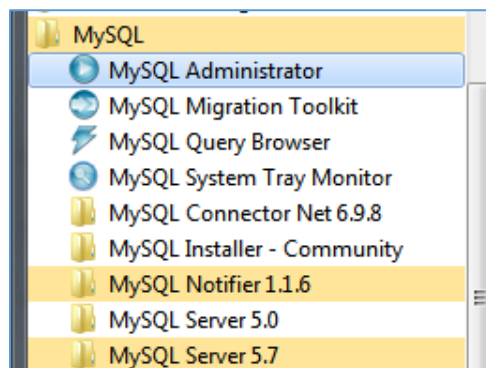 MySQL
MySQL Administrator
MySQL Migration Toolkit
MySQL Query Browser
MySQL System Tray Monitor
MySQL Connector Net 6.9.8
MySQL Installer - Community
MySQL Notifier 1.1.6
MySQL Server 5.0
MySQL Server 5.7